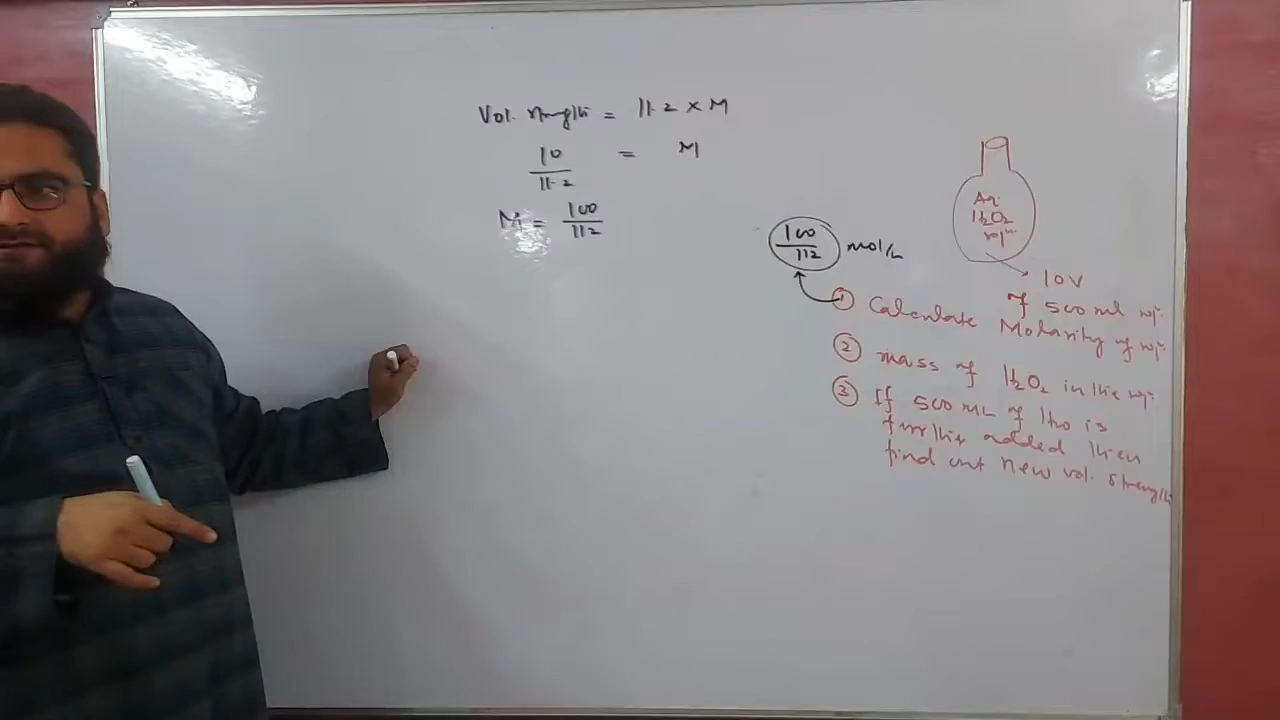 Vol. strength = 11.2 × M
10/11.2 = M
M = 100/112
100/112 mol/L
Aq. H2O2 sol^n.
10V
of 500 ml sol^n.
① Calculate Molarity of sol^n.
② mass of H2O2 in the sol^n.
③ If 500 mL of H2O is
further added then
find out new vol. strength